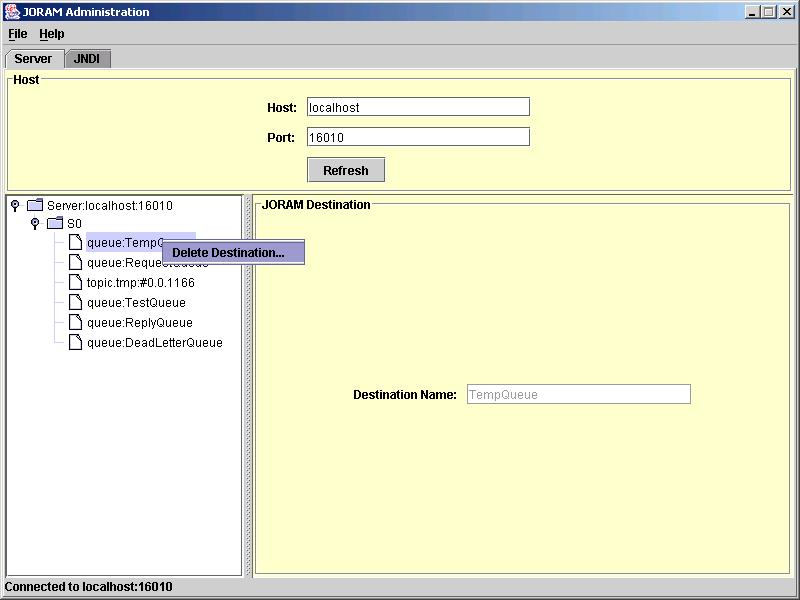 JORAM Administration
File Help
Server JNDI
Host
Host: localhost
Port: 16010
Refresh
Server:localhost:16010
S0
queue:TempQ
Delete Destination...
queue:RequestQueue
topic.tmp:#0.0.1166
queue:TestQueue
queue:ReplyQueue
queue:DeadLetterQueue
JORAM Destination
Destination Name: TempQueue
Connected to localhost:16010